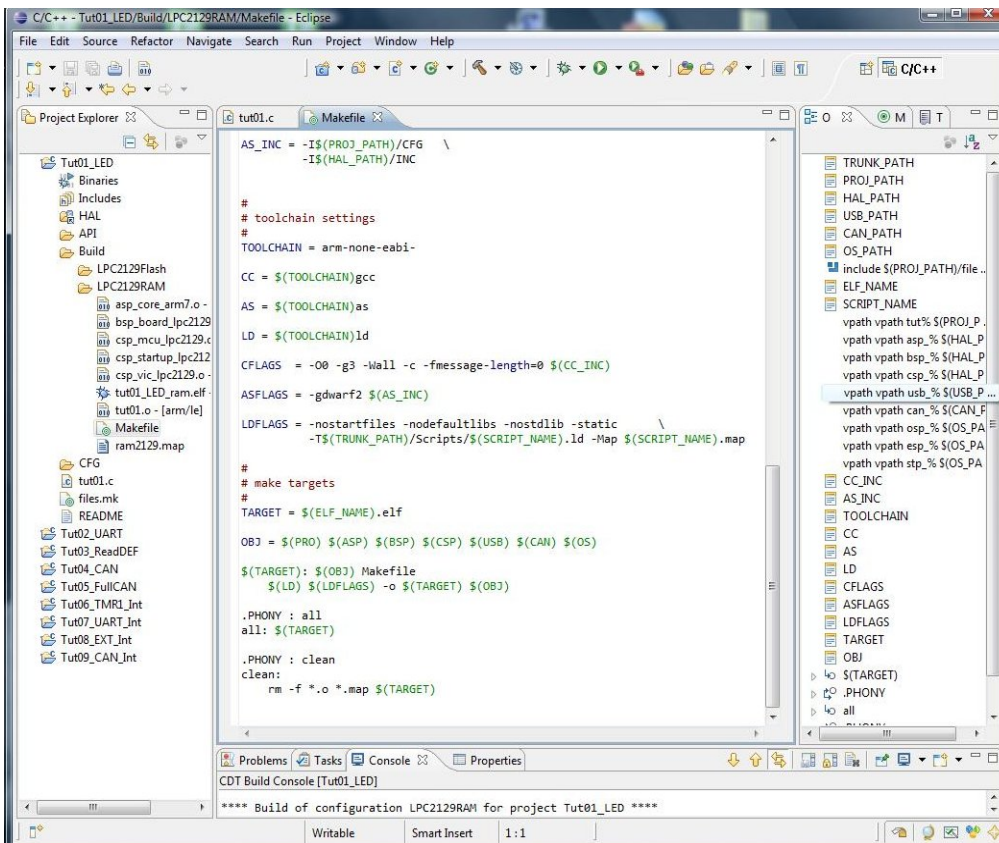 C/C++ - Tut01_LED/Build/LPC2129RAM/Makefile - Eclipse
File Edit Source Refactor Navigate Search Run Project Window Help
C/C++
Project Explorer
Tut01_LED
Binaries
Includes
HAL
API
Build
LPC2129Flash
LPC2129RAM
asp_core_arm7.o -
bsp_board_lpc2129
csp_mcu_lpc2129.c
csp_startup_lpc212
csp_vic_lpc2129.o -
tut01_LED_ram.elf -
tut01.o - [arm/le]
Makefile
ram2129.map
CFG
tut01.c
files.mk
README
Tut02_UART
Tut03_ReadDEF
Tut04_CAN
Tut05_FullCAN
Tut06_TMR1_Int
Tut07_UART_Int
Tut08_EXT_Int
Tut09_CAN_Int
tut01.c Makefile
AS_INC = -I$(PROJ_PATH)/CFG \
-I$(HAL_PATH)/INC
#
# toolchain settings
#
TOOLCHAIN = arm-none-eabi-
CC = $(TOOLCHAIN)gcc
AS = $(TOOLCHAIN)as
LD = $(TOOLCHAIN)ld
CFLAGS = -O0 -g3 -Wall -c -fmessage-length=0 $(CC_INC)
ASFLAGS = -gdwarf2 $(AS_INC)
LDFLAGS = -nostartfiles -nodefaultlibs -nostdlib -static \
-T$(TRUNK_PATH)/Scripts/$(SCRIPT_NAME).ld -Map $(SCRIPT_NAME).map
#
# make targets
#
TARGET = $(ELF_NAME).elf
OBJ = $(PRO) $(ASP) $(BSP) $(CSP) $(USB) $(CAN) $(OS)
$(TARGET): $(OBJ) Makefile
$(LD) $(LDFLAGS) -o $(TARGET) $(OBJ)
.PHONY : all
all: $(TARGET)
.PHONY : clean
clean:
rm -f *.o *.map $(TARGET)
O M T
TRUNK_PATH
PROJ_PATH
HAL_PATH
USB_PATH
CAN_PATH
OS_PATH
include $(PROJ_PATH)/file ..
ELF_NAME
SCRIPT_NAME
vpath vpath tut% $(PROJ_P .
vpath vpath asp_% $(HAL_P
vpath vpath bsp_% $(HAL_P
vpath vpath csp_% $(HAL_P
vpath vpath usb_% $(USB_P ...
vpath vpath can_% $(CAN_P
vpath vpath osp_% $(OS_PA
vpath vpath esp_% $(OS_PA
vpath vpath stp_% $(OS_PA
CC_INC
AS_INC
TOOLCHAIN
CC
AS
LD
CFLAGS
ASFLAGS
LDFLAGS
TARGET
OBJ
$(TARGET)
.PHONY
all
Problems Tasks Console Properties
CDT Build Console [Tut01_LED]
**** Build of configuration LPC2129RAM for project Tut01_LED ****
Writable Smart Insert 1 : 1